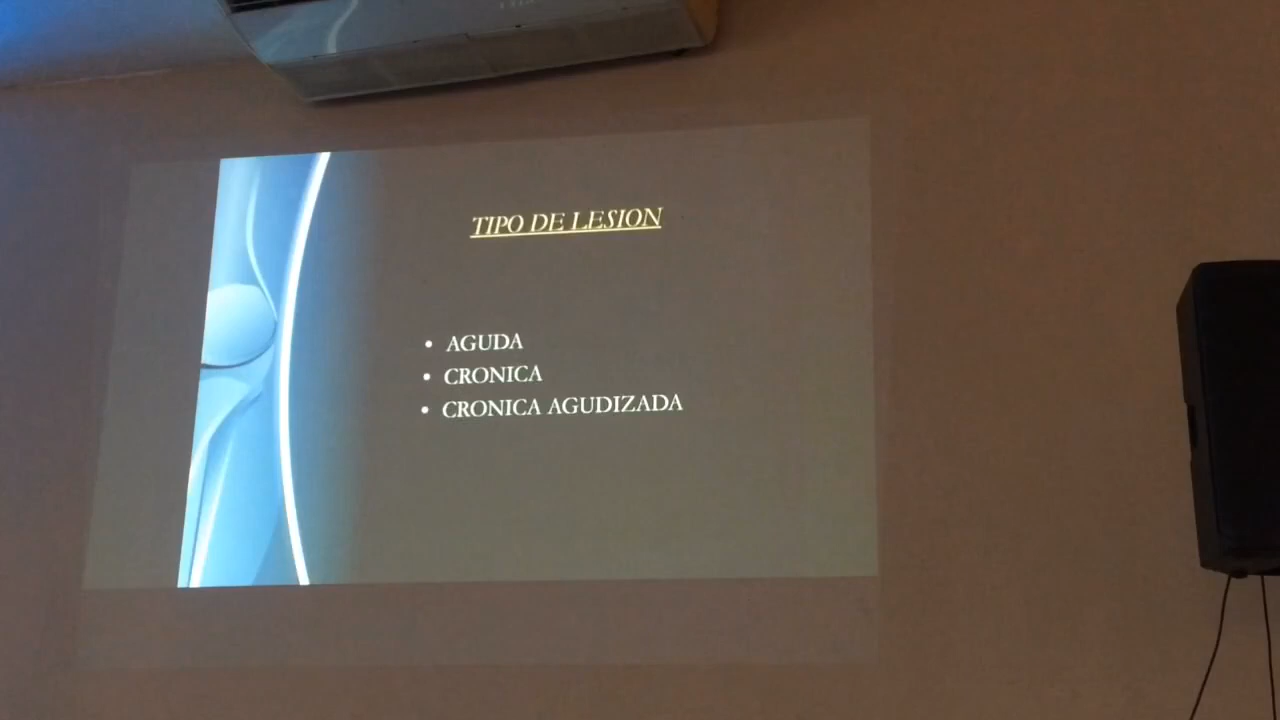 TIPO DE LESION
• AGUDA
• CRONICA
• CRONICA AGUDIZADA